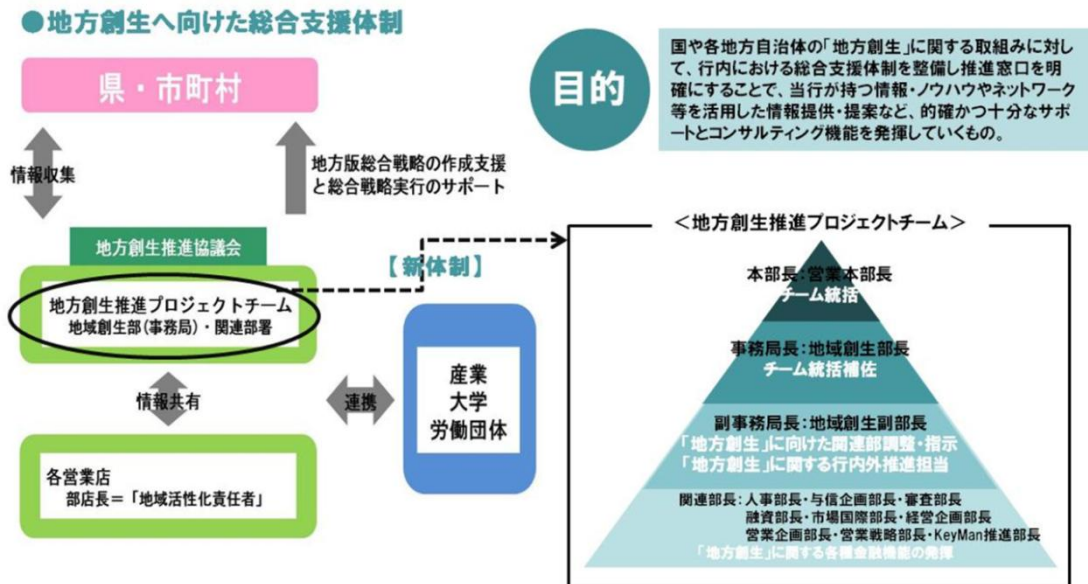 ●地方創生へ向けた総合支援体制
県・市町村
情報収集
地方版総合戦略の作成支援
と総合戦略実行のサポート
地方創生推進協議会
【新体制】
地方創生推進プロジェクトチーム
地域創生部(事務局)・関連部署
情報共有
連携
産業
大学
労働団体
各営業店
部店長=「地域活性化責任者」
目的
国や各地方自治体の「地方創生」に関する取組みに対し
て、行内における総合支援体制を整備し推進窓口を明
確にすることで、当行が持つ情報・ノウハウやネットワーク
等を活用した情報提供・提案など、的確かつ十分なサポ
ートとコンサルティング機能を発揮していくもの。
<地方創生推進プロジェクトチーム>
本部長:営業本部長
チーム統括
事務局長:地域創生部長
チーム統括補佐
副事務局長:地域創生副部長
「地方創生」に向けた関連部調整・指示
「地方創生」に関する行内外推進担当
関連部長:人事部長・与信企画部長・審査部長
融資部長・市場国際部長・経営企画部長
営業企画部長・営業戦略部長・KeyMan推進部長
「地方創生」に関する各種金融機能の発揮